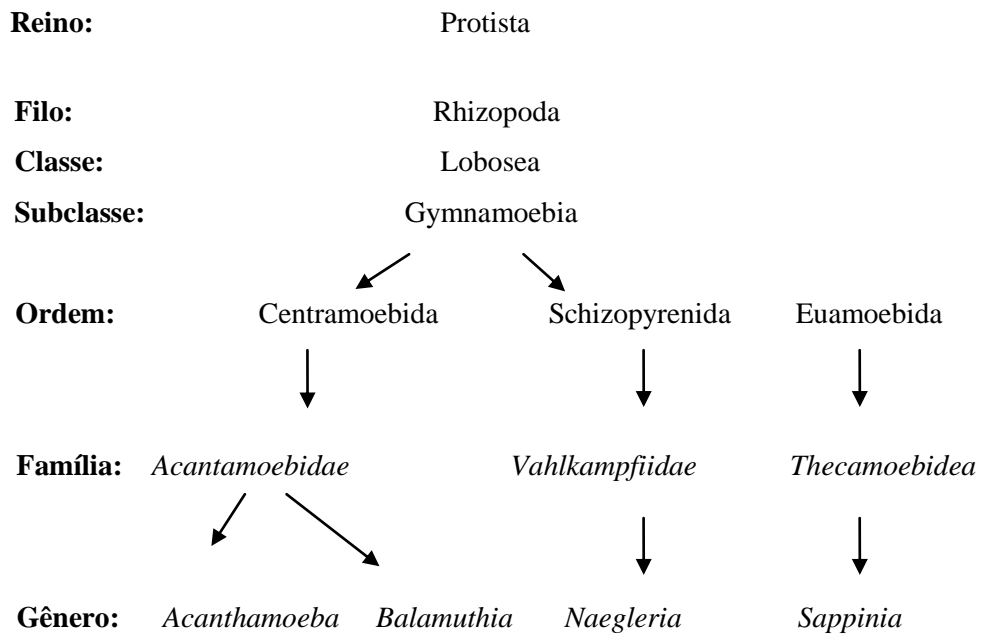 Reino: Protista
Filo: Rhizopoda
Classe: Lobosea
Subclasse: Gymnamoebia
Ordem: Centramoebida Schizopyrenida Euamoebida
Família: Acantamoebidae Vahlkampfiidae Thecamoebidea
Gênero: Acanthamoeba Balamuthia Naegleria Sappinia